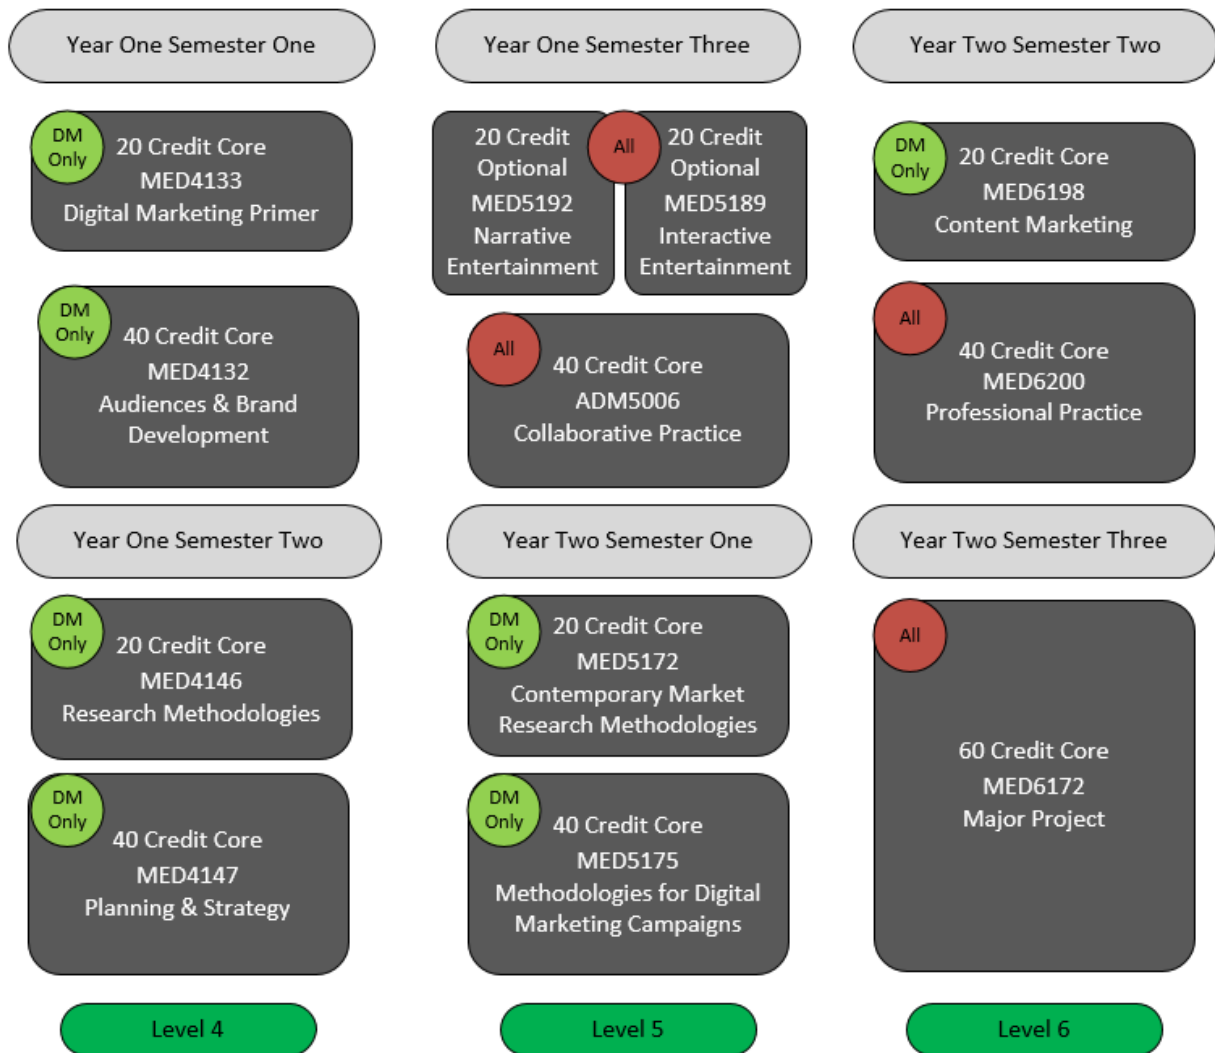 Year One Semester One
DM
Only
20 Credit Core
MED4133
Digital Marketing Primer
DM
Only
40 Credit Core
MED4132
Audiences & Brand
Development
Year One Semester Two
DM
Only
20 Credit Core
MED4146
Research Methodologies
DM
Only
40 Credit Core
MED4147
Planning & Strategy
Level 4
Year One Semester Three
20 Credit
Optional
MED5192
Narrative
Entertainment
All
20 Credit
Optional
MED5189
Interactive
Entertainment
All
40 Credit Core
ADM5006
Collaborative Practice
Year Two Semester One
DM
Only
20 Credit Core
MED5172
Contemporary Market
Research Methodologies
DM
Only
40 Credit Core
MED5175
Methodologies for Digital
Marketing Campaigns
Level 5
Year Two Semester Two
DM
Only
20 Credit Core
MED6198
Content Marketing
All
40 Credit Core
MED6200
Professional Practice
Year Two Semester Three
All
60 Credit Core
MED6172
Major Project
Level 6